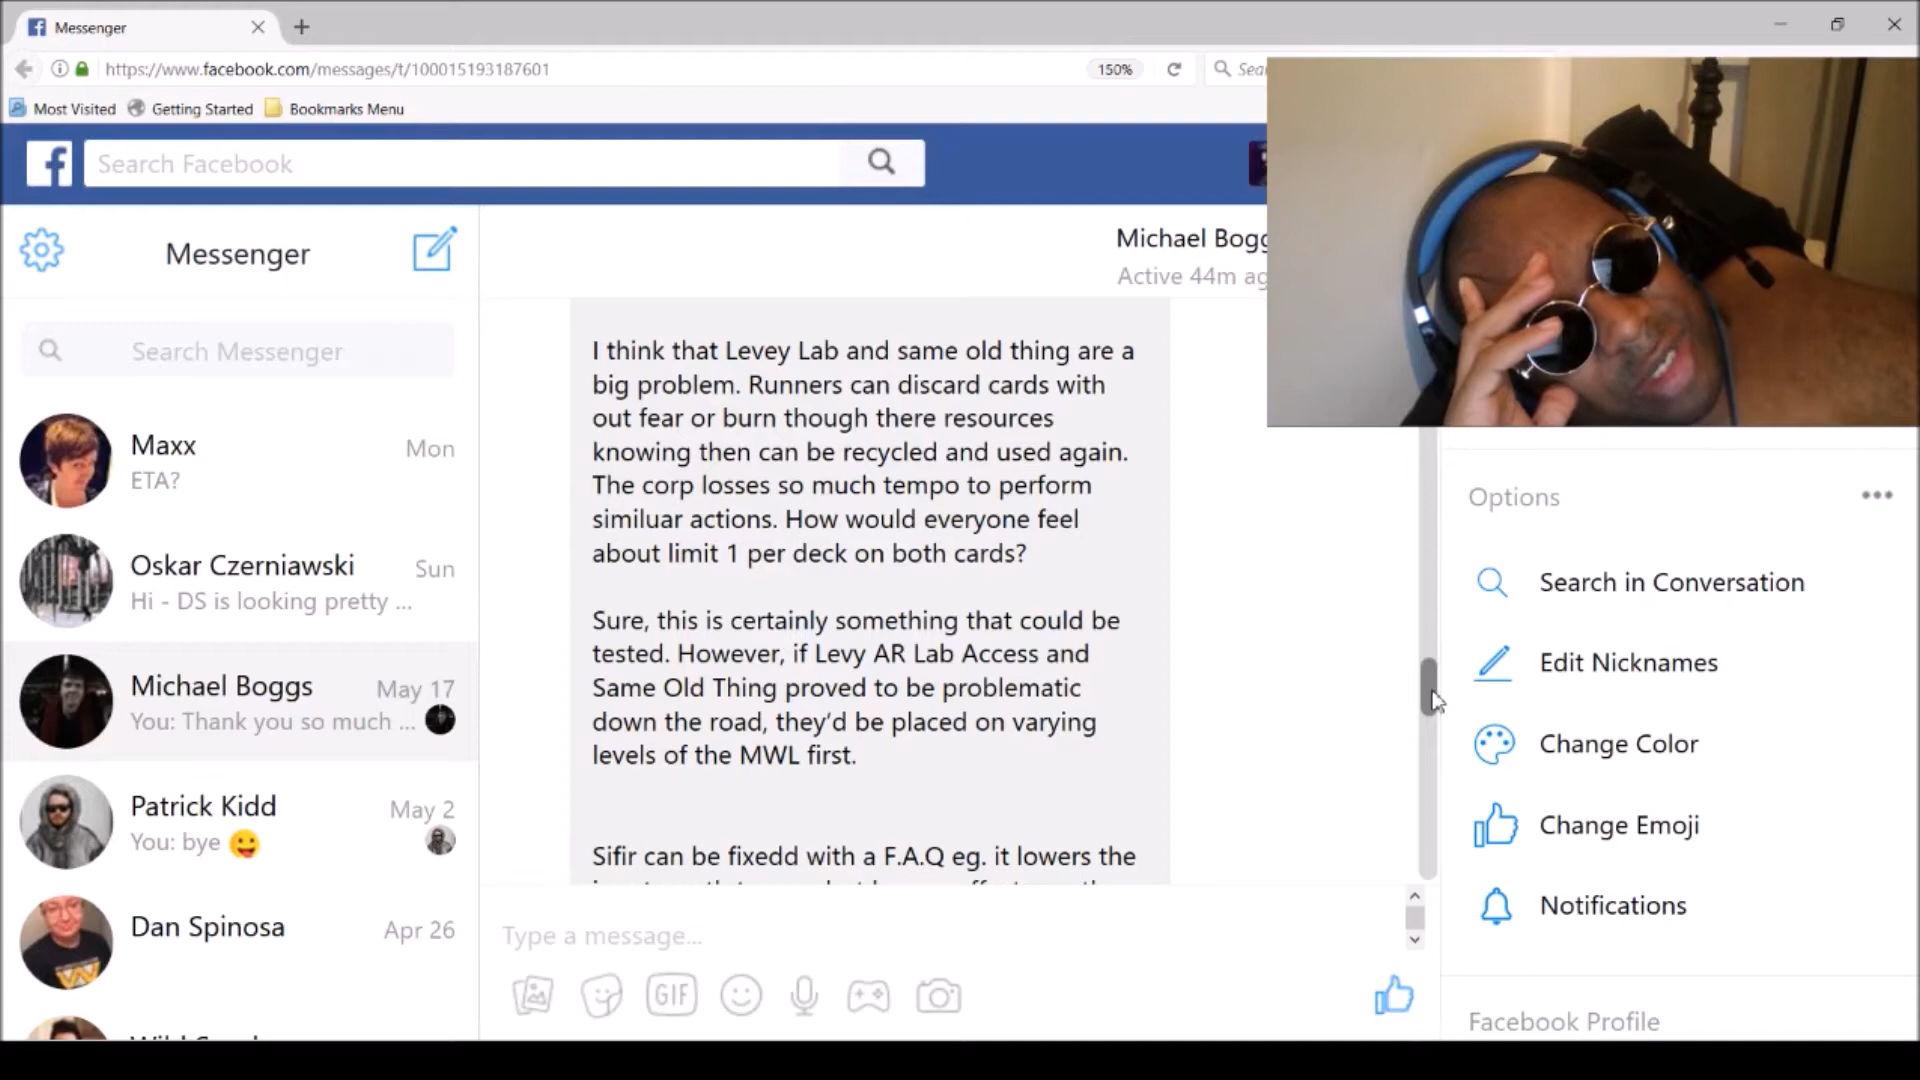 Messenger
https://www.facebook.com/messages/t/100015193187601
150%
Sea
Most Visited
Getting Started
Bookmarks Menu
Search Facebook
Messenger
Michael Bogg
Active 44m ag
Search Messenger
Maxx
Mon
ETA?
Oskar Czerniawski
Sun
Hi - DS is looking pretty ...
Michael Boggs
May 17
You: Thank you so much ...
Patrick Kidd
May 2
You: bye 😛
Dan Spinosa
Apr 26
I think that Levey Lab and same old thing are a
big problem. Runners can discard cards with
out fear or burn though there resources
knowing then can be recycled and used again.
The corp losses so much tempo to perform
similuar actions. How would everyone feel
about limit 1 per deck on both cards?
Sure, this is certainly something that could be
tested. However, if Levy AR Lab Access and
Same Old Thing proved to be problematic
down the road, they'd be placed on varying
levels of the MWL first.
Sifir can be fixedd with a F.A.Q eg. it lowers the
Type a message...
GIF
Options
Search in Conversation
Edit Nicknames
Change Color
Change Emoji
Notifications
Facebook Profile